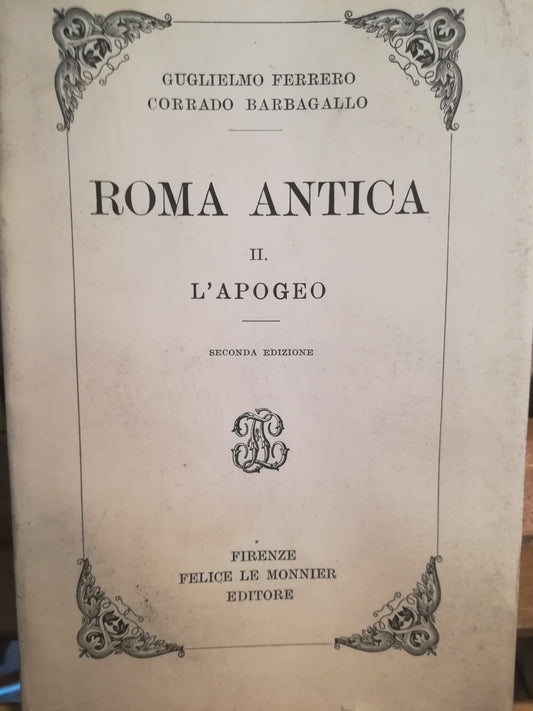 GUGLIELMO FERRERO
CORRADO BARBAGALLO
ROMA ANTICA
II.
L'APOGEO
SECONDA EDIZIONE
FIRENZE
FELICE LE MONNIER
EDITORE